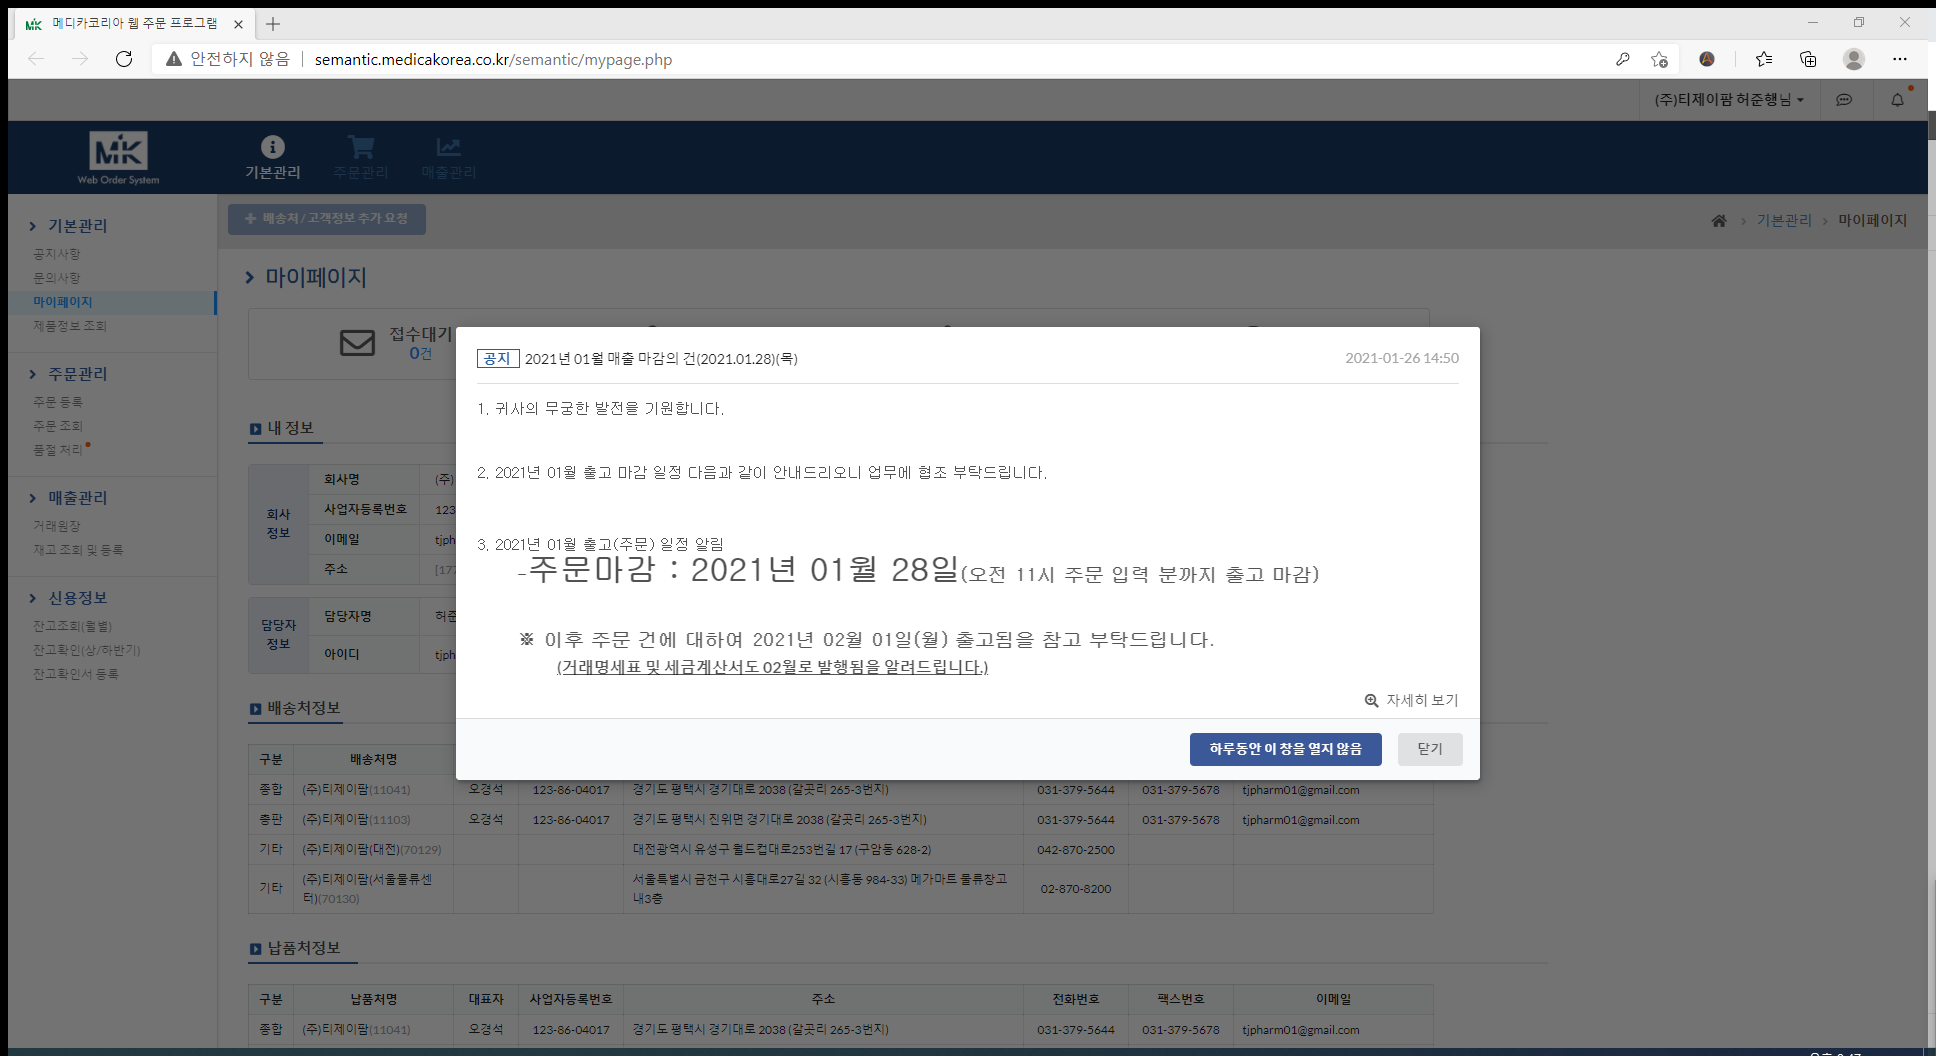 메디카코리아 웹 주문 프로그램
안전하지 않음
semantic.medicakorea.co.kr/semantic/mypage.php
(주)티제이팜 허준행님
MK
Web Order System
기본관리
주문관리
매출관리
기본관리
공지사항
문의사항
마이페이지
제품정보 조회
주문관리
주문 등록
주문 조회
품절 처리
매출관리
거래원장
재고 조회 및 등록
신용정보
잔고조회(월별)
잔고확인(상/하반기)
잔고확인서 등록
배송처 / 고객정보 추가 요청
기본관리 마이페이지
마이페이지
접수대기
0건
내 정보
회사
정보
회사명 (주)
사업자등록번호 123
이메일 tjph
주소 [177
담당자
정보
담당자명 허준
아이디 tjph
공지 2021년 01월 매출 마감의 건(2021.01.28)(목) 2021-01-26 14:50
1. 귀사의 무궁한 발전을 기원합니다.
2. 2021년 01월 출고 마감 일정 다음과 같이 안내드리오니 업무에 협조 부탁드립니다.
3. 2021년 01월 출고(주문) 일정 알림
-주문마감 : 2021년 01월 28일(오전 11시 주문 입력 분까지 출고 마감)
※ 이후 주문 건에 대하여 2021년 02월 01일(월) 출고됨을 참고 부탁드립니다.
(거래명세표 및 세금계산서도 02월로 발행됨을 알려드립니다.)
자세히 보기
하루동안 이 창을 열지 않음 닫기
배송처정보
구분 배송처명
종합 (주)티제이팜(11041) 오경석 123-86-04017 경기도 평택시 경기대로 2038 (갈곳리 265-3번지) 031-379-5644 031-379-5678 tjpharm01@gmail.com
총판 (주)티제이팜(11103) 오경석 123-86-04017 경기도 평택시 진위면 경기대로 2038 (갈곳리 265-3번지) 031-379-5644 031-379-5678 tjpharm01@gmail.com
기타 (주)티제이팜(대전)(70129) 대전광역시 유성구 월드컵대로253번길 17 (구암동 628-2) 042-870-2500
기타 (주)티제이팜(서울물류센터)(70130) 서울특별시 금천구 시흥대로27길 32 (시흥동 984-33) 메가마트 물류창고 내3층 02-870-8200
납품처정보
구분 납품처명 대표자 사업자등록번호 주소 전화번호 팩스번호 이메일
종합 (주)티제이팜(11041) 오경석 123-86-04017 경기도 평택시 경기대로 2038 (갈곳리 265-3번지) 031-379-5644 031-379-5678 tjpharm01@gmail.com